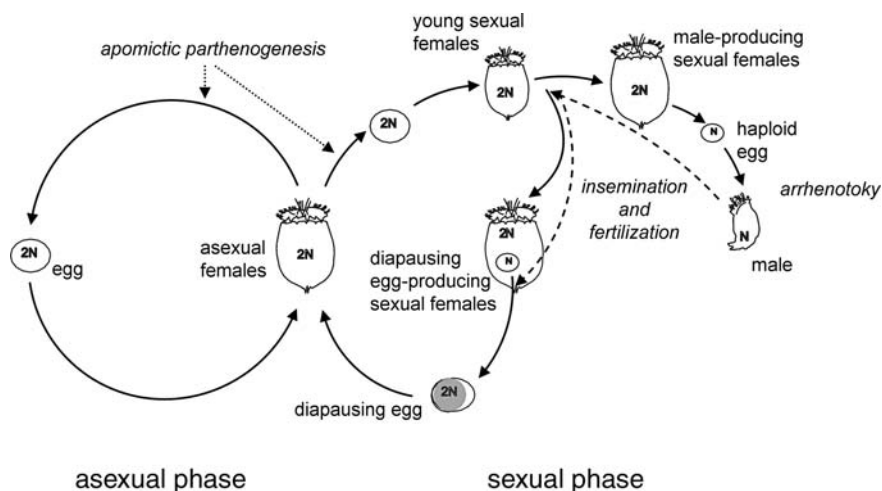 apomictic parthenogenesis
young sexual
females
male-producing
sexual females
2N
2N
2N
N
haploid
egg
arrhenotoky
insemination
and
fertilization
N
male
2N
egg
asexual
females
2N
2N
N
diapausing
egg-producing
sexual females
2N
diapausing egg
asexual phase
sexual phase